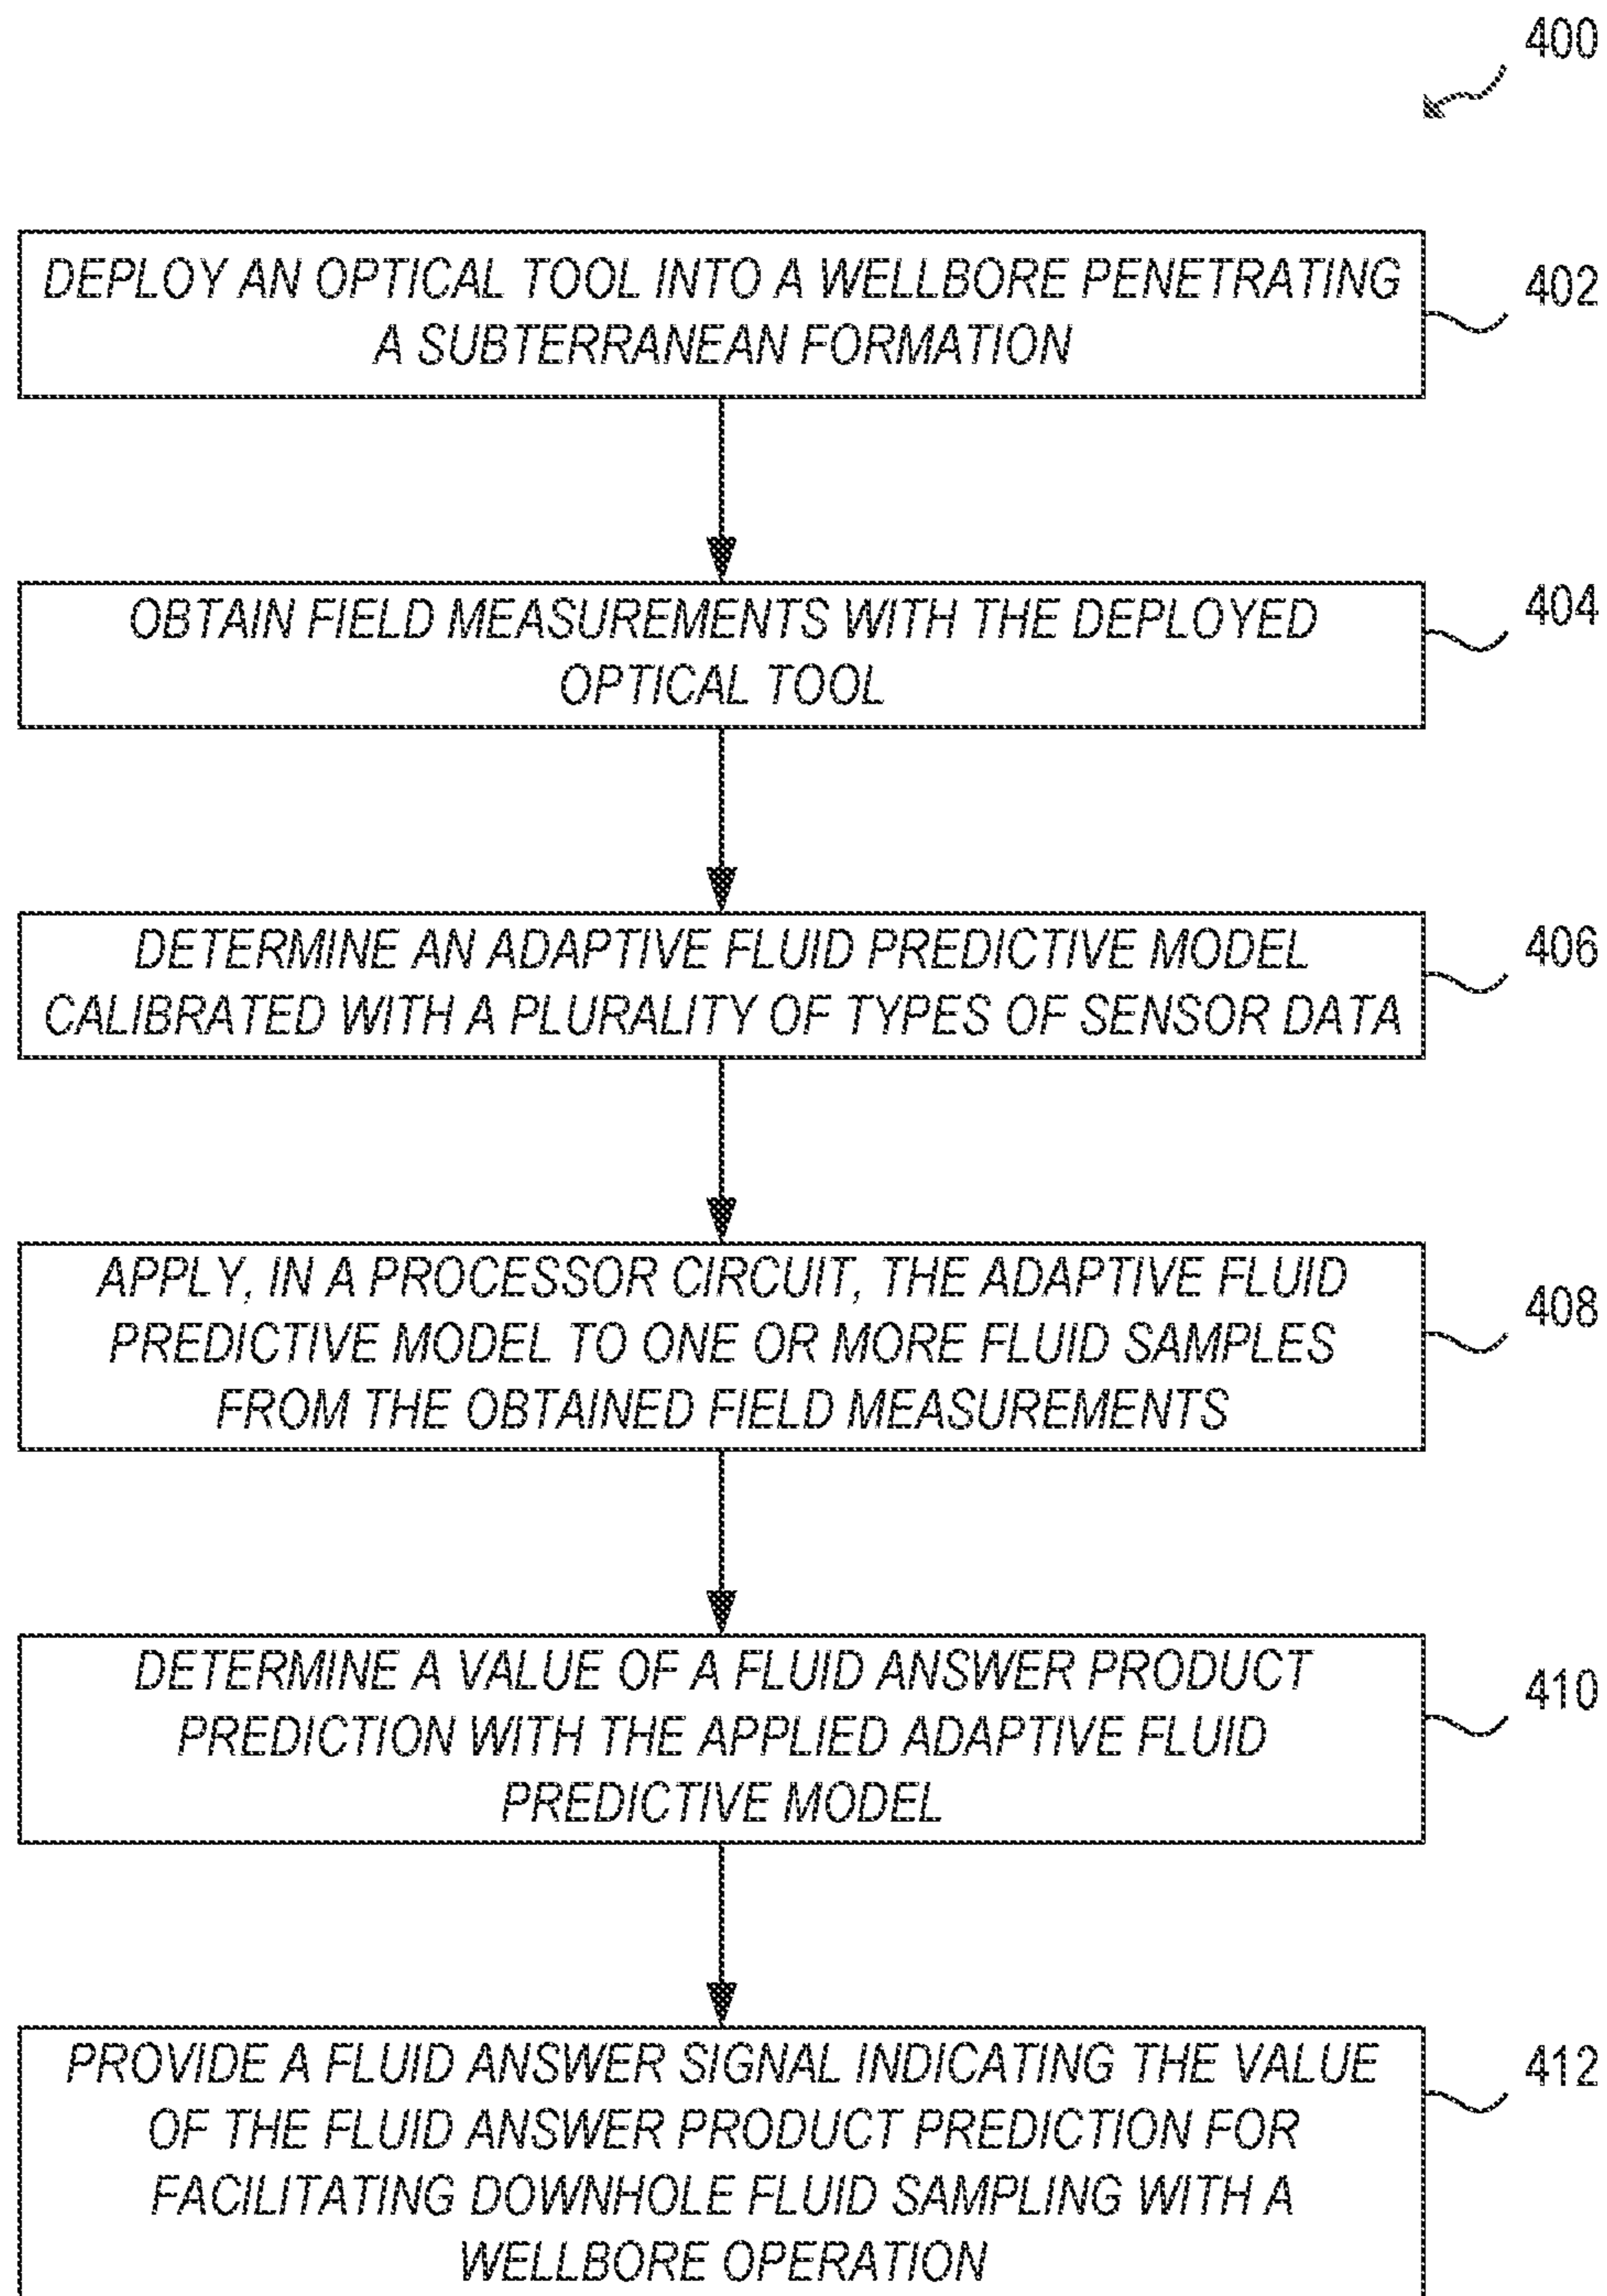 400
DEPLOY AN OPTICAL TOOL INTO A WELLBORE PENETRATING
A SUBTERRANEAN FORMATION
402
OBTAIN FIELD MEASUREMENTS WITH THE DEPLOYED
OPTICAL TOOL
404
DETERMINE AN ADAPTIVE FLUID PREDICTIVE MODEL
CALIBRATED WITH A PLURALITY OF TYPES OF SENSOR DATA
406
APPLY, IN A PROCESSOR CIRCUIT, THE ADAPTIVE FLUID
PREDICTIVE MODEL TO ONE OR MORE FLUID SAMPLES
FROM THE OBTAINED FIELD MEASUREMENTS
408
DETERMINE A VALUE OF A FLUID ANSWER PRODUCT
PREDICTION WITH THE APPLIED ADAPTIVE FLUID
PREDICTIVE MODEL
410
PROVIDE A FLUID ANSWER SIGNAL INDICATING THE VALUE
OF THE FLUID ANSWER PRODUCT PREDICTION FOR
FACILITATING DOWNHOLE FLUID SAMPLING WITH A
WELLBORE OPERATION
412